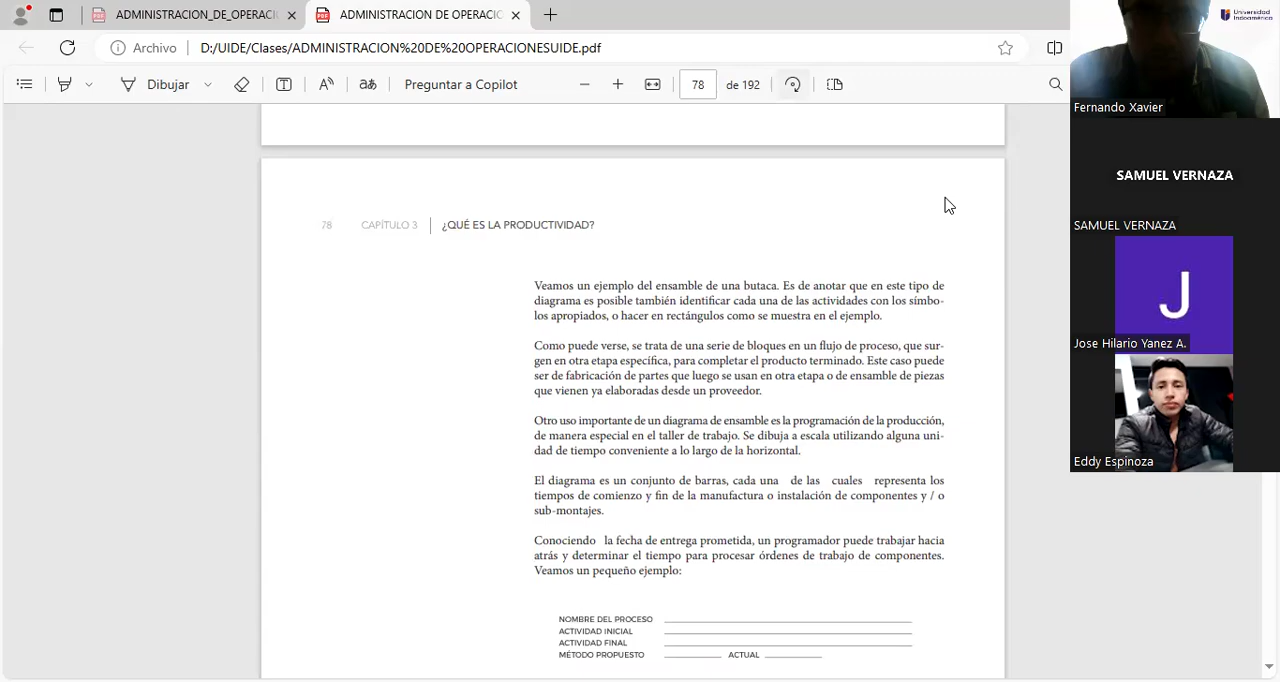 ADMINISTRACION_DE_OPERACI
ADMINISTRACION DE OPERACIO
Universidad
Indoamérica
Archivo
D:/UIDE/Clases/ADMINISTRACION%20DE%20OPERACIONESUIDE.pdf
Dibujar
Preguntar a Copilot
78
de 192
Fernando Xavier
SAMUEL VERNAZA
SAMUEL VERNAZA
J
Jose Hilario Yanez A.
Eddy Espinoza
78 CAPÍTULO 3 ¿QUÉ ES LA PRODUCTIVIDAD?
Veamos un ejemplo del ensamble de una butaca. Es de anotar que en este tipo de
diagrama es posible también identificar cada una de las actividades con los símbo-
los apropiados, o hacer en rectángulos como se muestra en el ejemplo.
Como puede verse, se trata de una serie de bloques en un flujo de proceso, que sur-
gen en otra etapa específica, para completar el producto terminado. Este caso puede
ser de fabricación de partes que luego se usan en otra etapa o de ensamble de piezas
que vienen ya elaboradas desde un proveedor.
Otro uso importante de un diagrama de ensamble es la programación de la producción,
de manera especial en el taller de trabajo. Se dibuja a escala utilizando alguna uni-
dad de tiempo conveniente a lo largo de la horizontal.
El diagrama es un conjunto de barras, cada una de las cuales representa los
tiempos de comienzo y fin de la manufactura o instalación de componentes y / o
sub-montajes.
Conociendo la fecha de entrega prometida, un programador puede trabajar hacia
atrás y determinar el tiempo para procesar órdenes de trabajo de componentes.
Veamos un pequeño ejemplo:
NOMBRE DEL PROCESO
ACTIVIDAD INICIAL
ACTIVIDAD FINAL
MÉTODO PROPUESTO ACTUAL